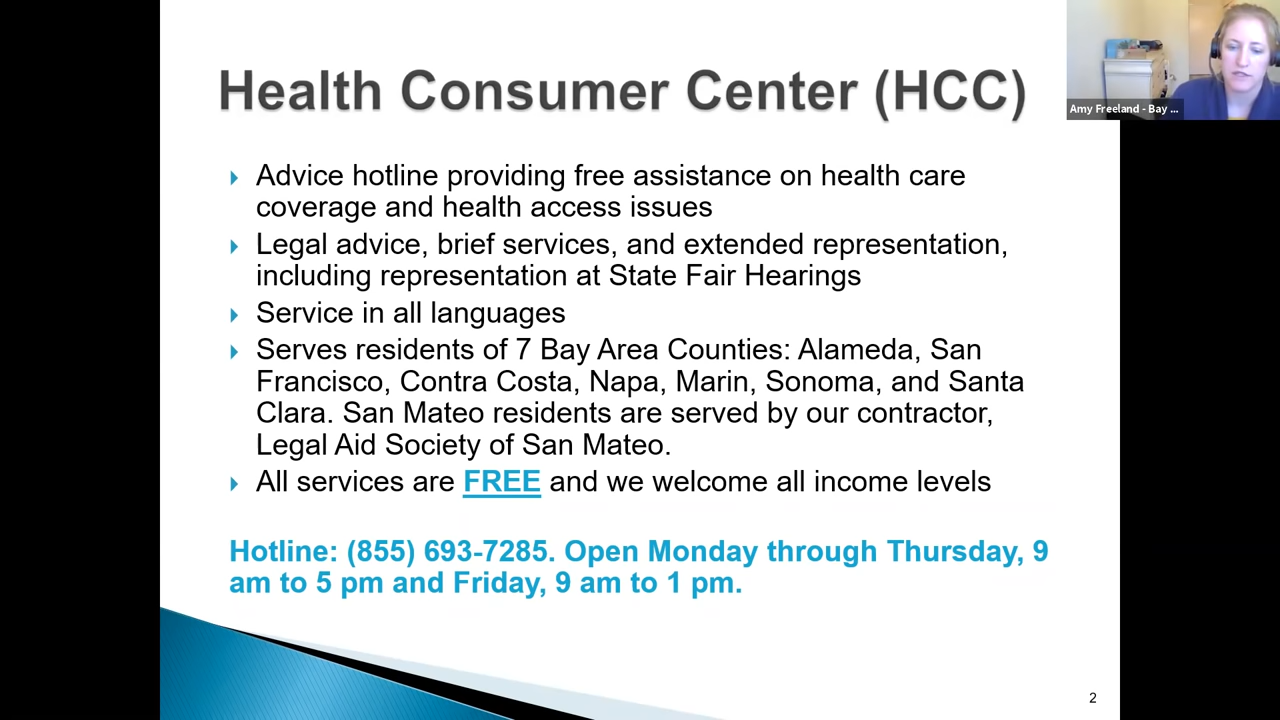 Health Consumer Center (HCC)
Amy Freeland - Bay ...
Advice hotline providing free assistance on health care
coverage and health access issues
Legal advice, brief services, and extended representation,
including representation at State Fair Hearings
Service in all languages
Serves residents of 7 Bay Area Counties: Alameda, San
Francisco, Contra Costa, Napa, Marin, Sonoma, and Santa
Clara. San Mateo residents are served by our contractor,
Legal Aid Society of San Mateo.
All services are FREE and we welcome all income levels
Hotline: (855) 693-7285. Open Monday through Thursday, 9
am to 5 pm and Friday, 9 am to 1 pm.
2